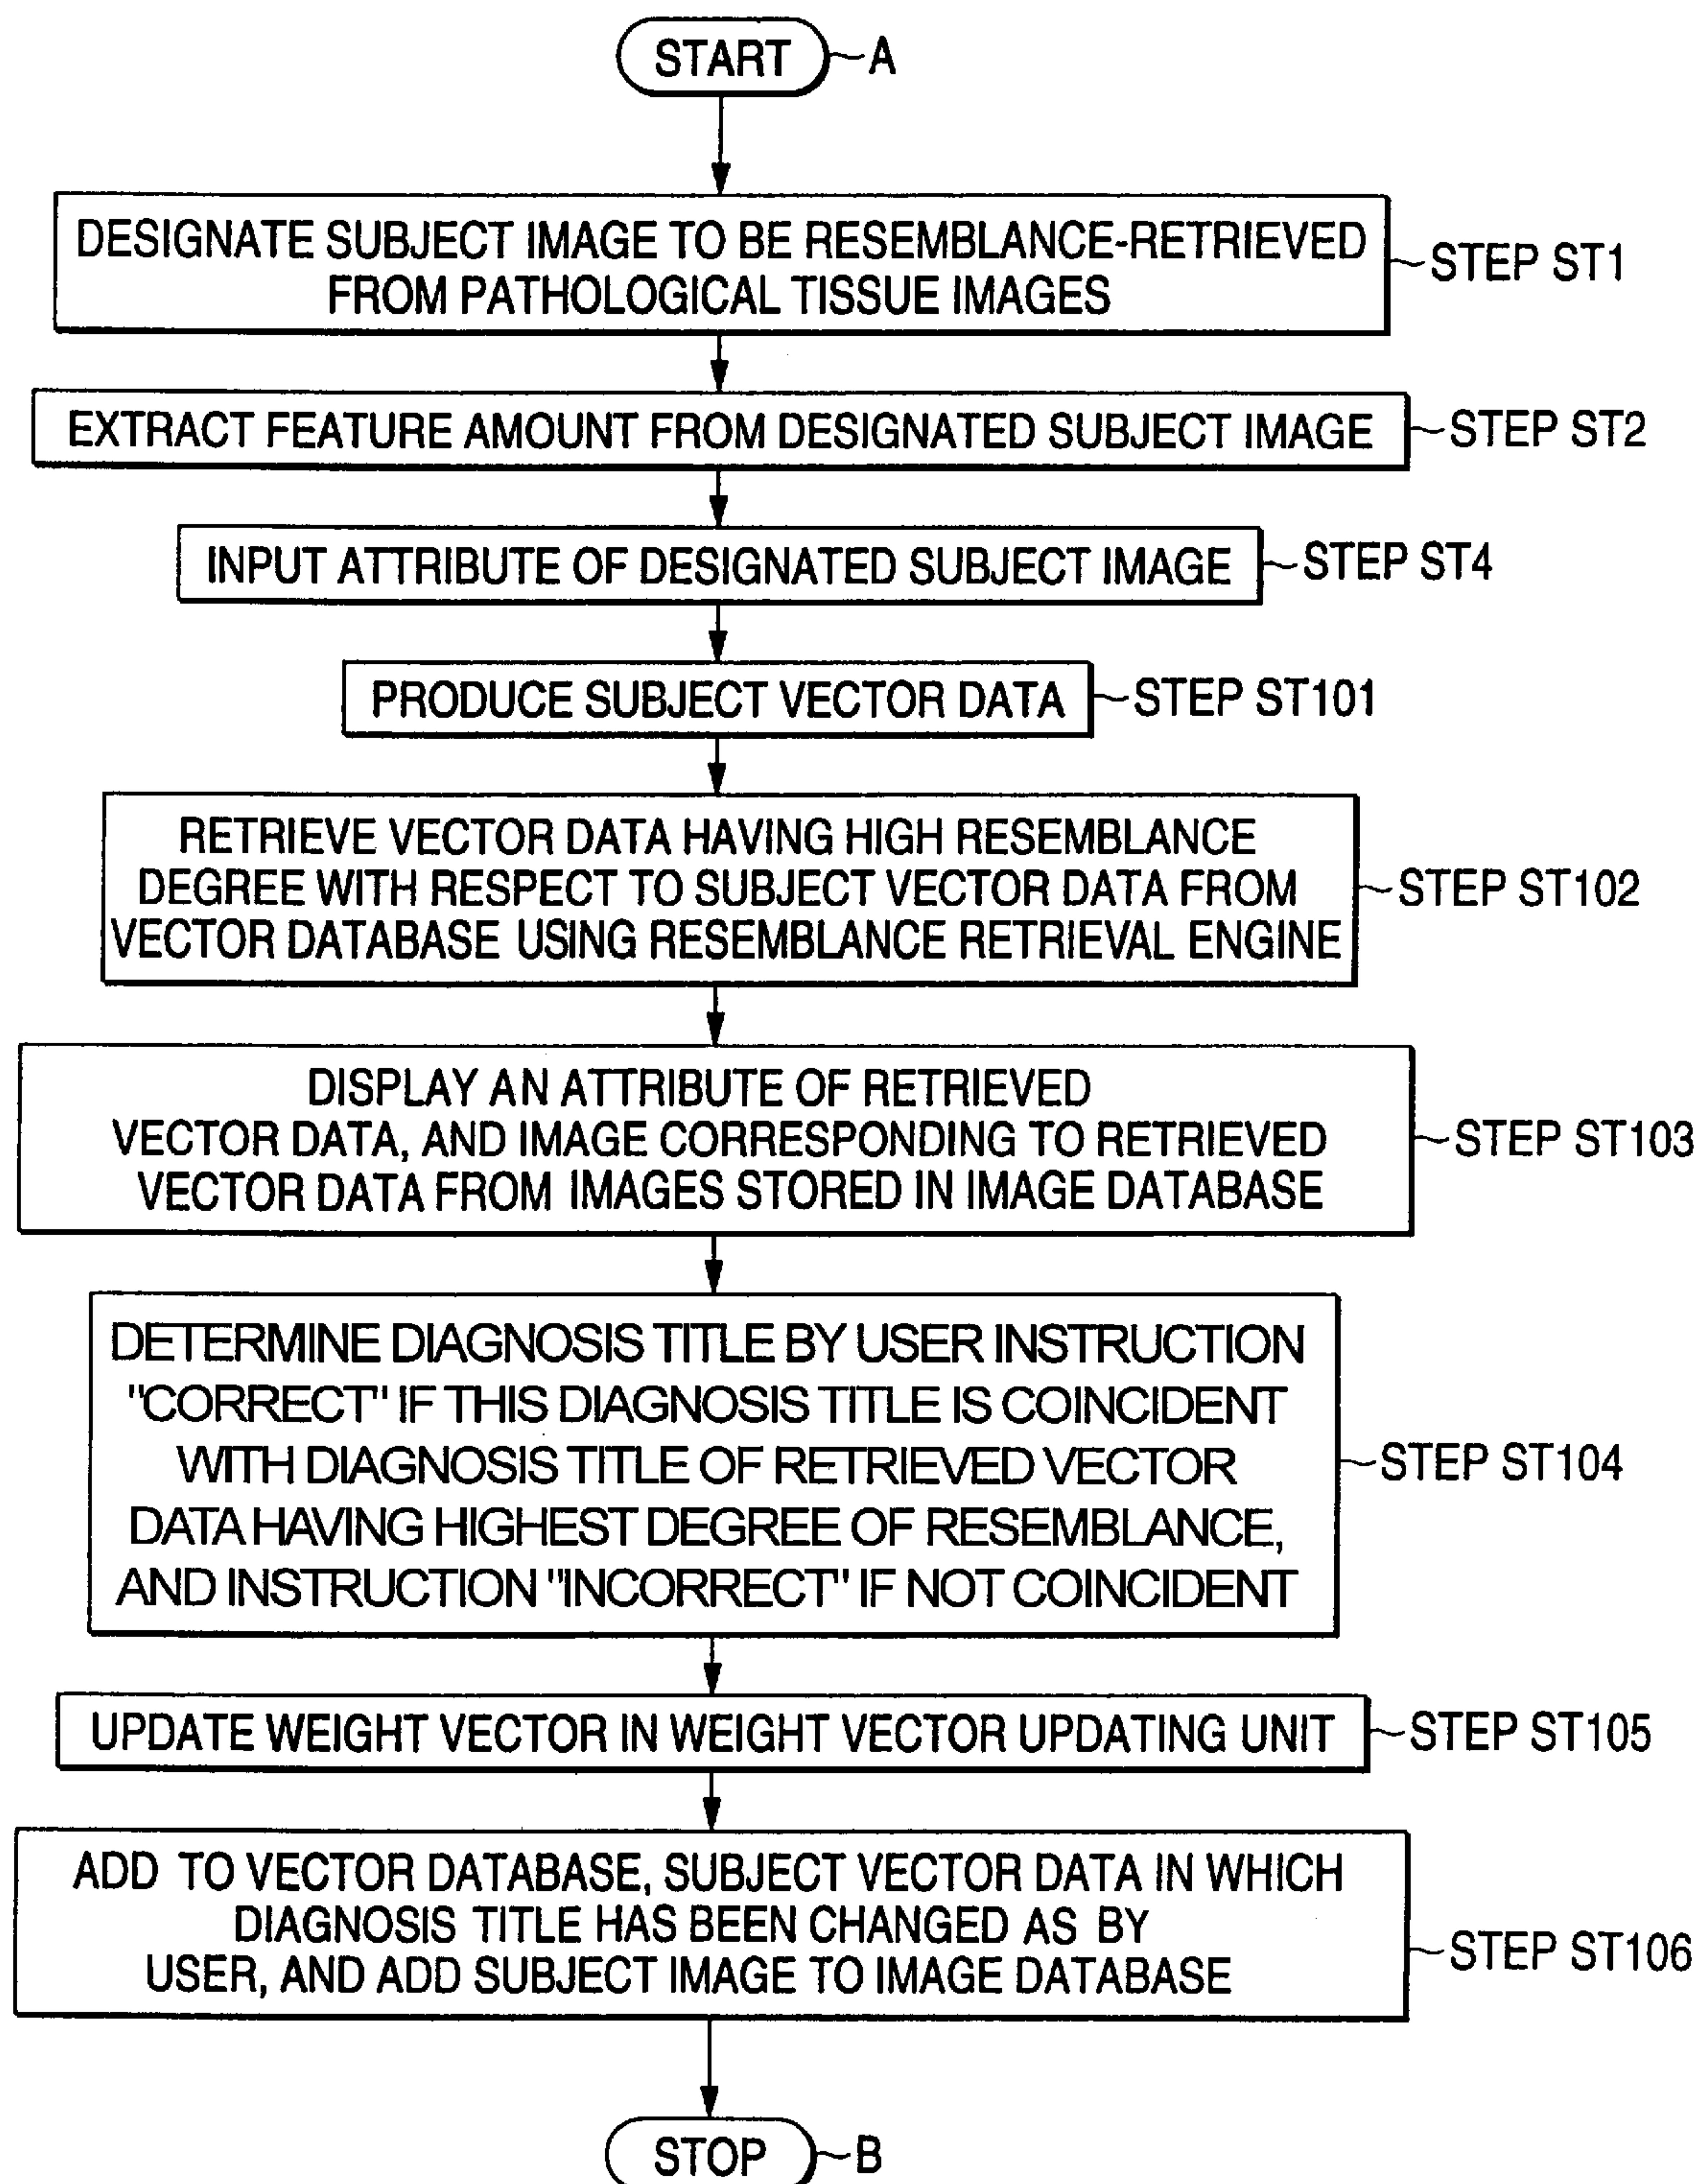 START A
DESIGNATE SUBJECT IMAGE TO BE RESEMBLANCE-RETRIEVED
FROM PATHOLOGICAL TISSUE IMAGES
STEP ST1
EXTRACT FEATURE AMOUNT FROM DESIGNATED SUBJECT IMAGE
STEP ST2
INPUT ATTRIBUTE OF DESIGNATED SUBJECT IMAGE
STEP ST4
PRODUCE SUBJECT VECTOR DATA
STEP ST101
RETRIEVE VECTOR DATA HAVING HIGH RESEMBLANCE
DEGREE WITH RESPECT TO SUBJECT VECTOR DATA FROM
VECTOR DATABASE USING RESEMBLANCE RETRIEVAL ENGINE
STEP ST102
DISPLAY AN ATTRIBUTE OF RETRIEVED
VECTOR DATA, AND IMAGE CORRESPONDING TO RETRIEVED
VECTOR DATA FROM IMAGES STORED IN IMAGE DATABASE
STEP ST103
DETERMINE DIAGNOSIS TITLE BY USER INSTRUCTION
"CORRECT" IF THIS DIAGNOSIS TITLE IS COINCIDENT
WITH DIAGNOSIS TITLE OF RETRIEVED VECTOR
DATA HAVING HIGHEST DEGREE OF RESEMBLANCE,
AND INSTRUCTION "INCORRECT" IF NOT COINCIDENT
STEP ST104
UPDATE WEIGHT VECTOR IN WEIGHT VECTOR UPDATING UNIT
STEP ST105
ADD TO VECTOR DATABASE, SUBJECT VECTOR DATA IN WHICH
DIAGNOSIS TITLE HAS BEEN CHANGED AS BY
USER, AND ADD SUBJECT IMAGE TO IMAGE DATABASE
STEP ST106
STOP B